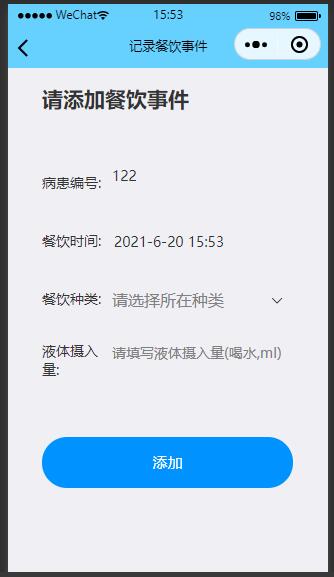 WeChat 15:53 98%
记录餐饮事件
请添加餐饮事件
病患编号: 122
餐饮时间: 2021-6-20 15:53
餐饮种类: 请选择所在种类
液体摄入 请填写液体摄入量(喝水,ml)
量:
添加